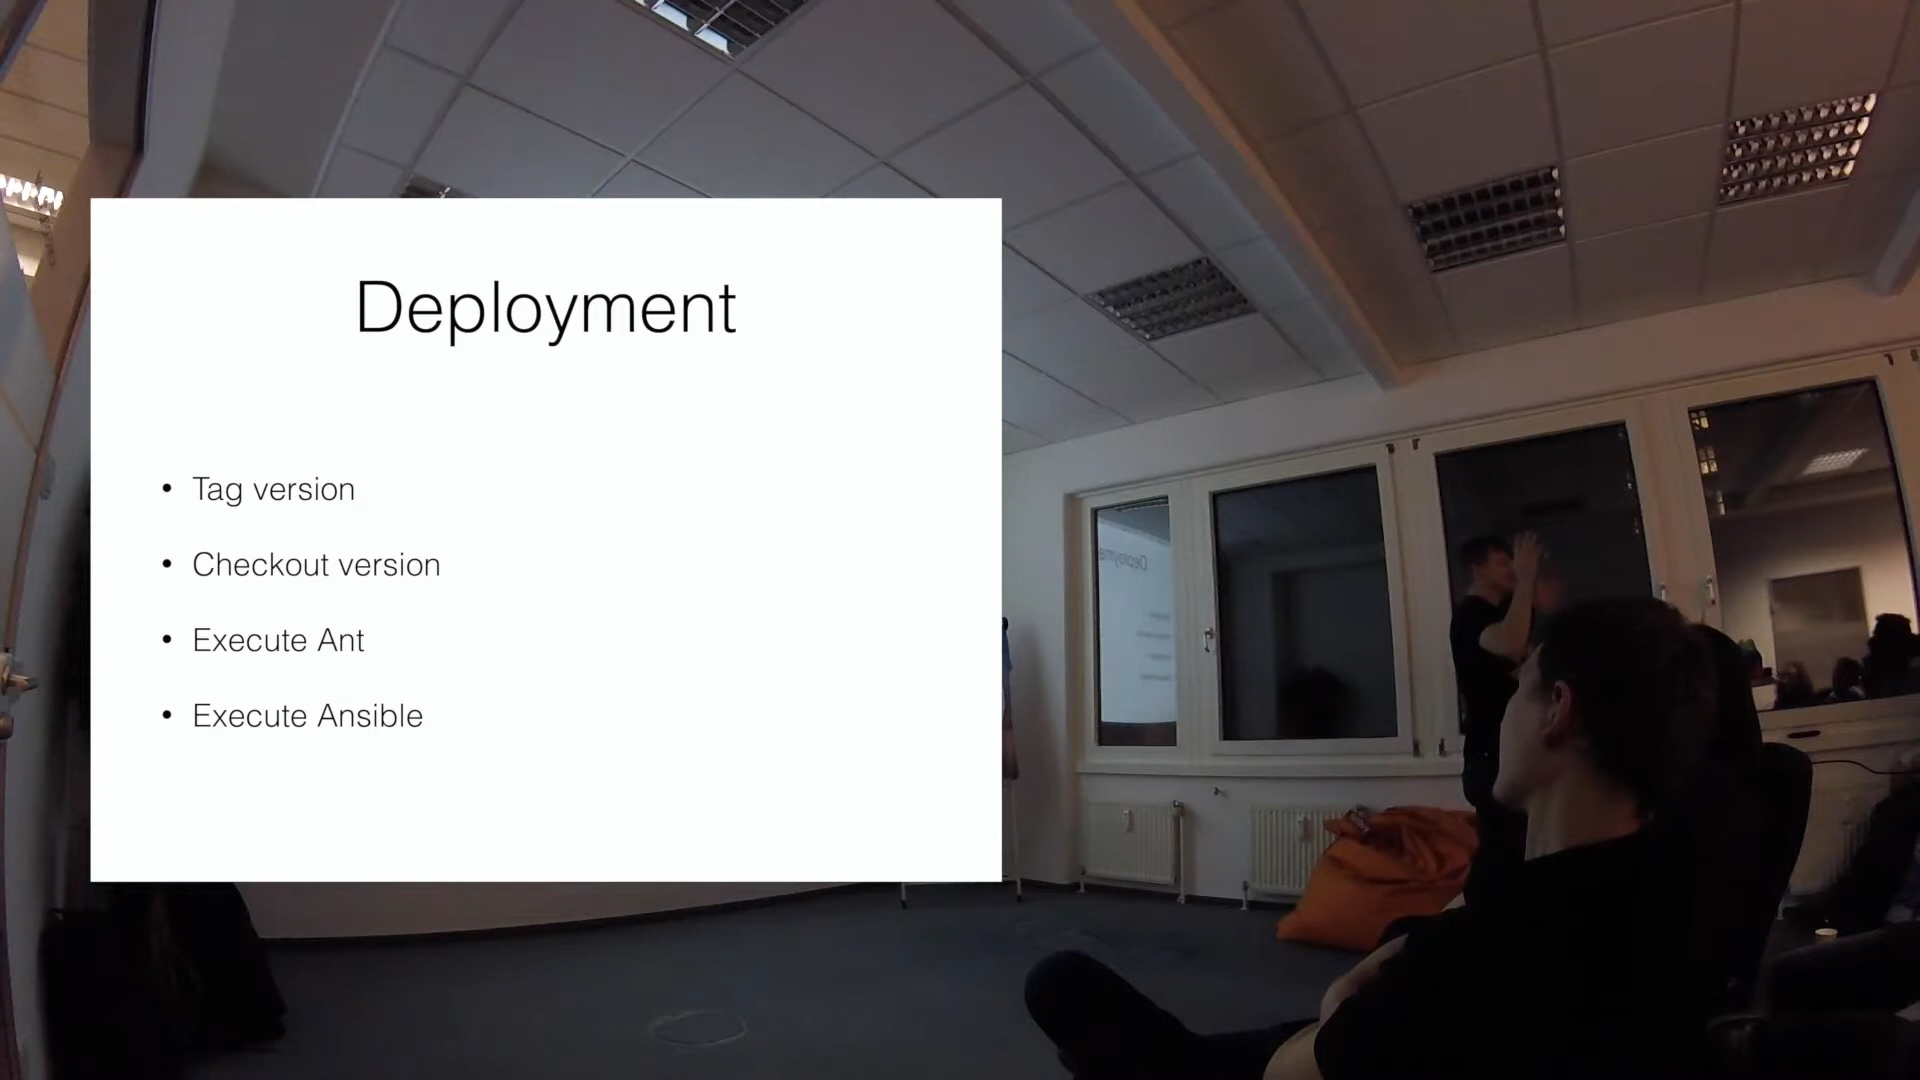 Deployment
• Tag version
• Checkout version
• Execute Ant
• Execute Ansible